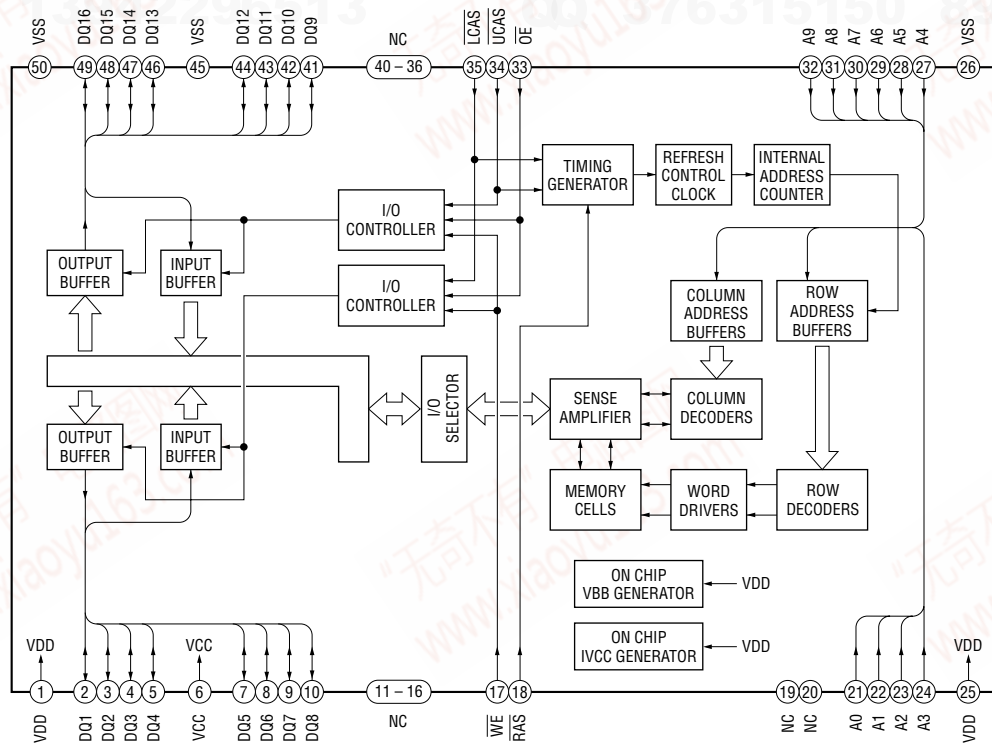 VSS DQ16 DQ15 DQ14 DQ13 VSS DQ12 DQ11 DQ10 DQ9 NC LCAS UCAS OE A9 A8 A7 A6 A5 A4 VSS
50 49 48 47 46 45 44 43 42 41 40 – 36 35 34 33 32 31 30 29 28 27 26
TIMING
GENERATOR
REFRESH
CONTROL
CLOCK
INTERNAL
ADDRESS
COUNTER
I/O
CONTROLLER
OUTPUT
BUFFER
INPUT
BUFFER
I/O
CONTROLLER
COLUMN
ADDRESS
BUFFERS
ROW
ADDRESS
BUFFERS
I/O
SELECTOR
SENSE
AMPLIFIER
COLUMN
DECODERS
OUTPUT
BUFFER
INPUT
BUFFER
MEMORY
CELLS
WORD
DRIVERS
ROW
DECODERS
ON CHIP
VBB GENERATOR
VDD
ON CHIP
IVCC GENERATOR
VDD
VDD VCC VDD
1 2 3 4 5 6 7 8 9 10 11 – 16 17 18 19 20 21 22 23 24 25
VDD DQ1 DQ2 DQ3 DQ4 VCC DQ5 DQ6 DQ7 DQ8 NC WE RAS NC NC A0 A1 A2 A3 VDD
www.xiaoyu163.com